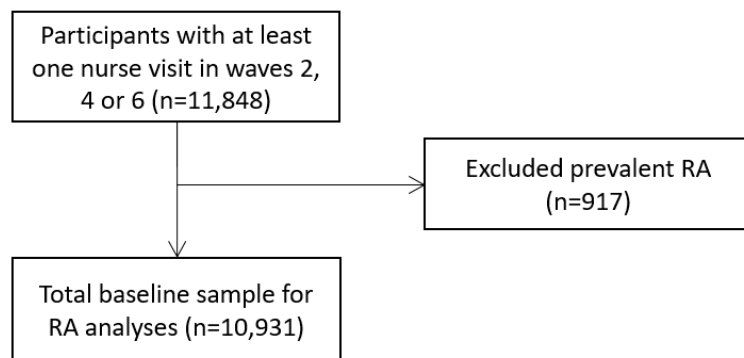 Participants with at least
one nurse visit in waves 2,
4 or 6 (n=11,848)
Excluded prevalent RA
(n=917)
Total baseline sample for
RA analyses (n=10,931)